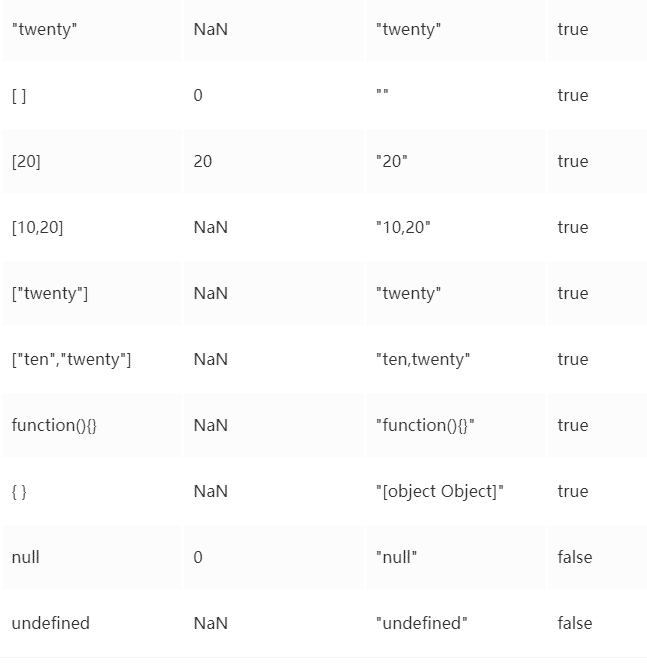 "twenty" NaN "twenty" true
[ ] 0 "" true
[20] 20 "20" true
[10,20] NaN "10,20" true
["twenty"] NaN "twenty" true
["ten","twenty"] NaN "ten,twenty" true
function(){} NaN "function(){}" true
{ } NaN "[object Object]" true
null 0 "null" false
undefined NaN "undefined" false